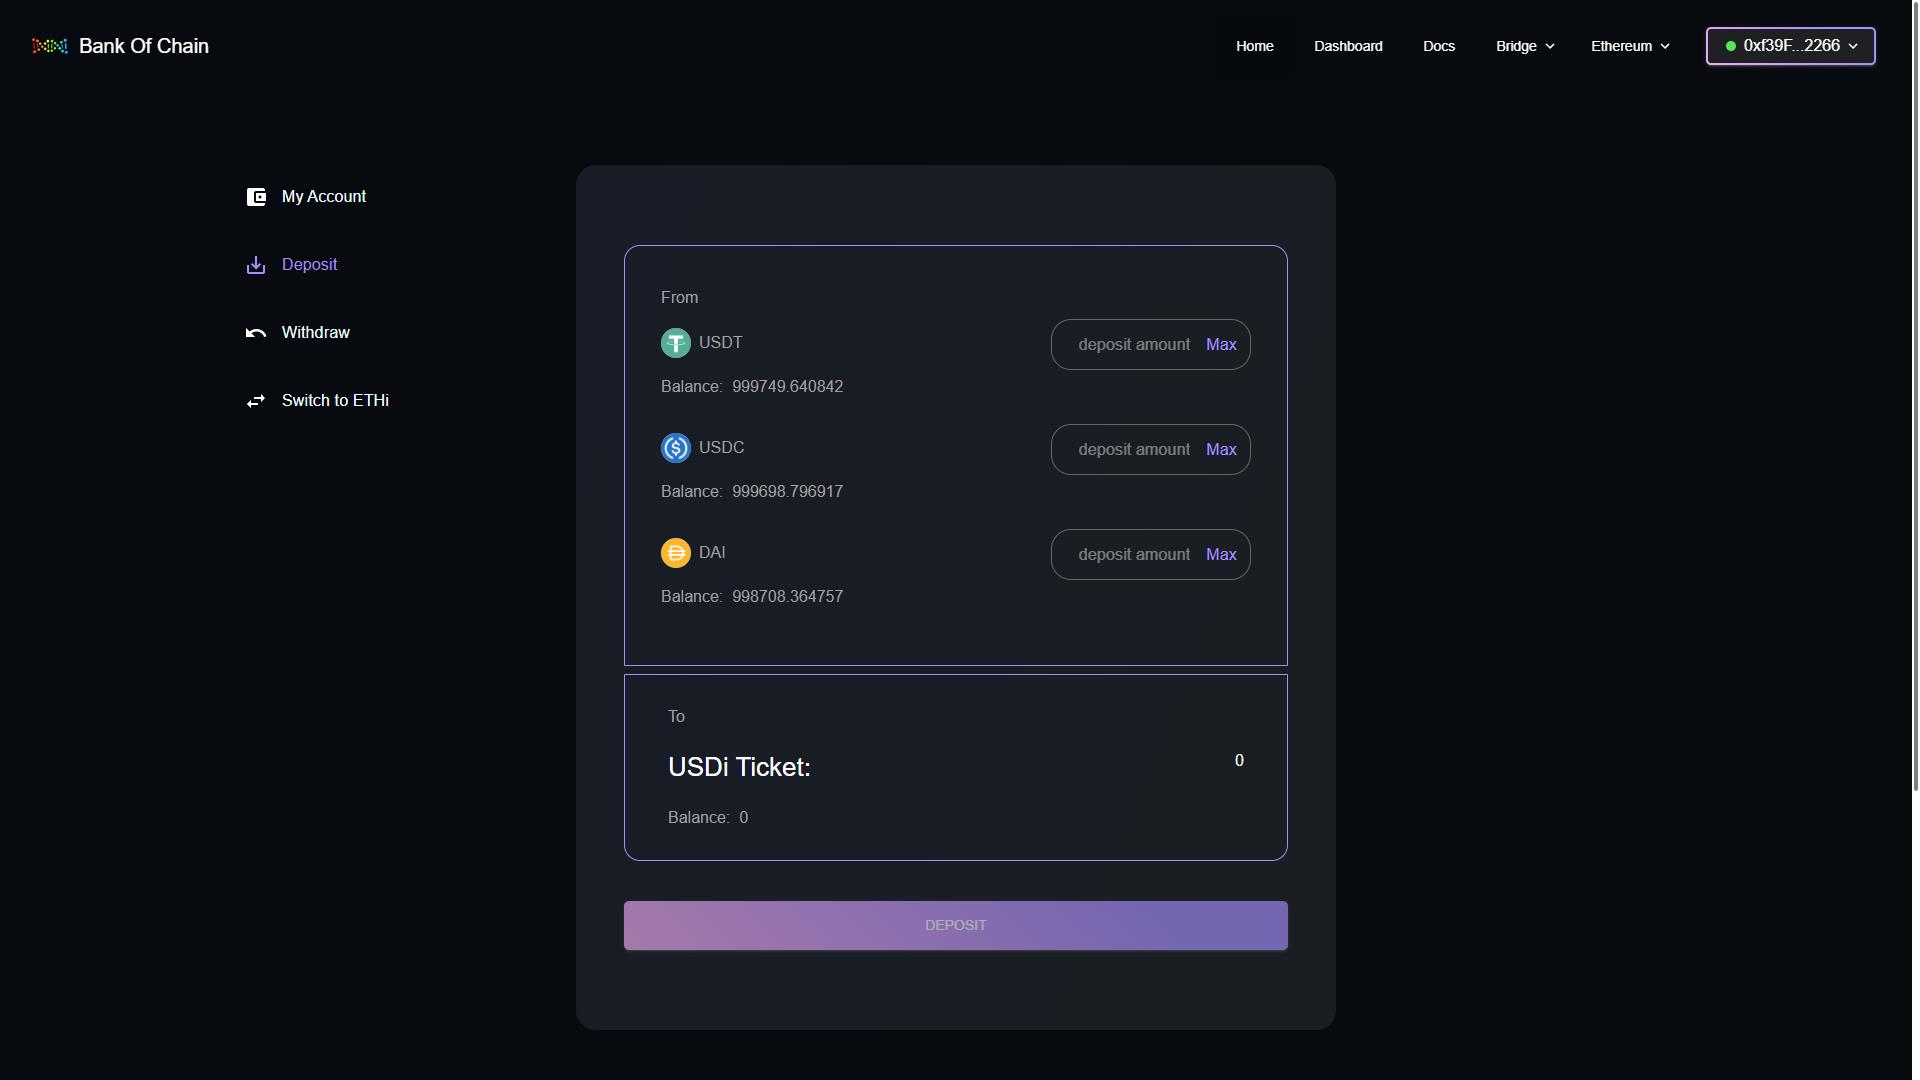 Bank Of Chain
Home
Dashboard
Docs
Bridge
Ethereum
0xf39F...2266
My Account
Deposit
Withdraw
Switch to ETHi
From
USDT
deposit amount Max
Balance: 999749.640842
USDC
deposit amount Max
Balance: 999698.796917
DAI
deposit amount Max
Balance: 998708.364757
To
USDi Ticket:
0
Balance: 0
DEPOSIT